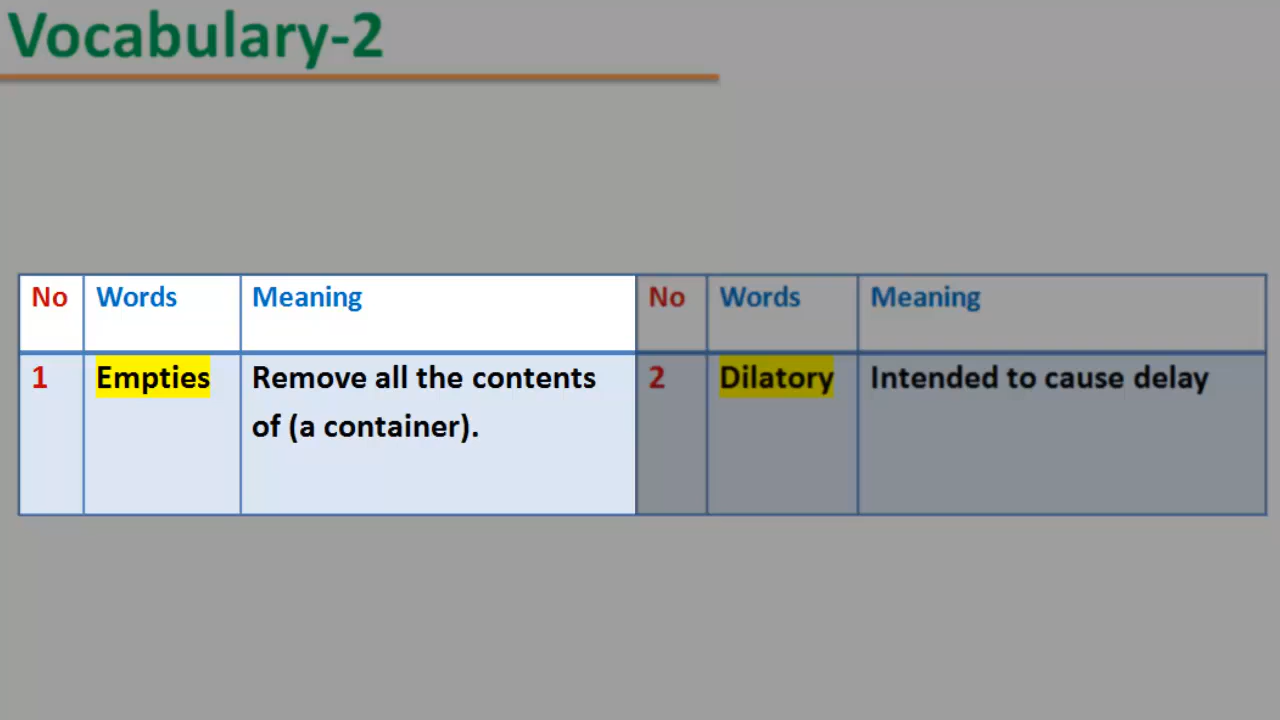 Vocabulary-2
No Words Meaning No Words Meaning
1 Empties Remove all the contents 2 Dilatory Intended to cause delay
of (a container).